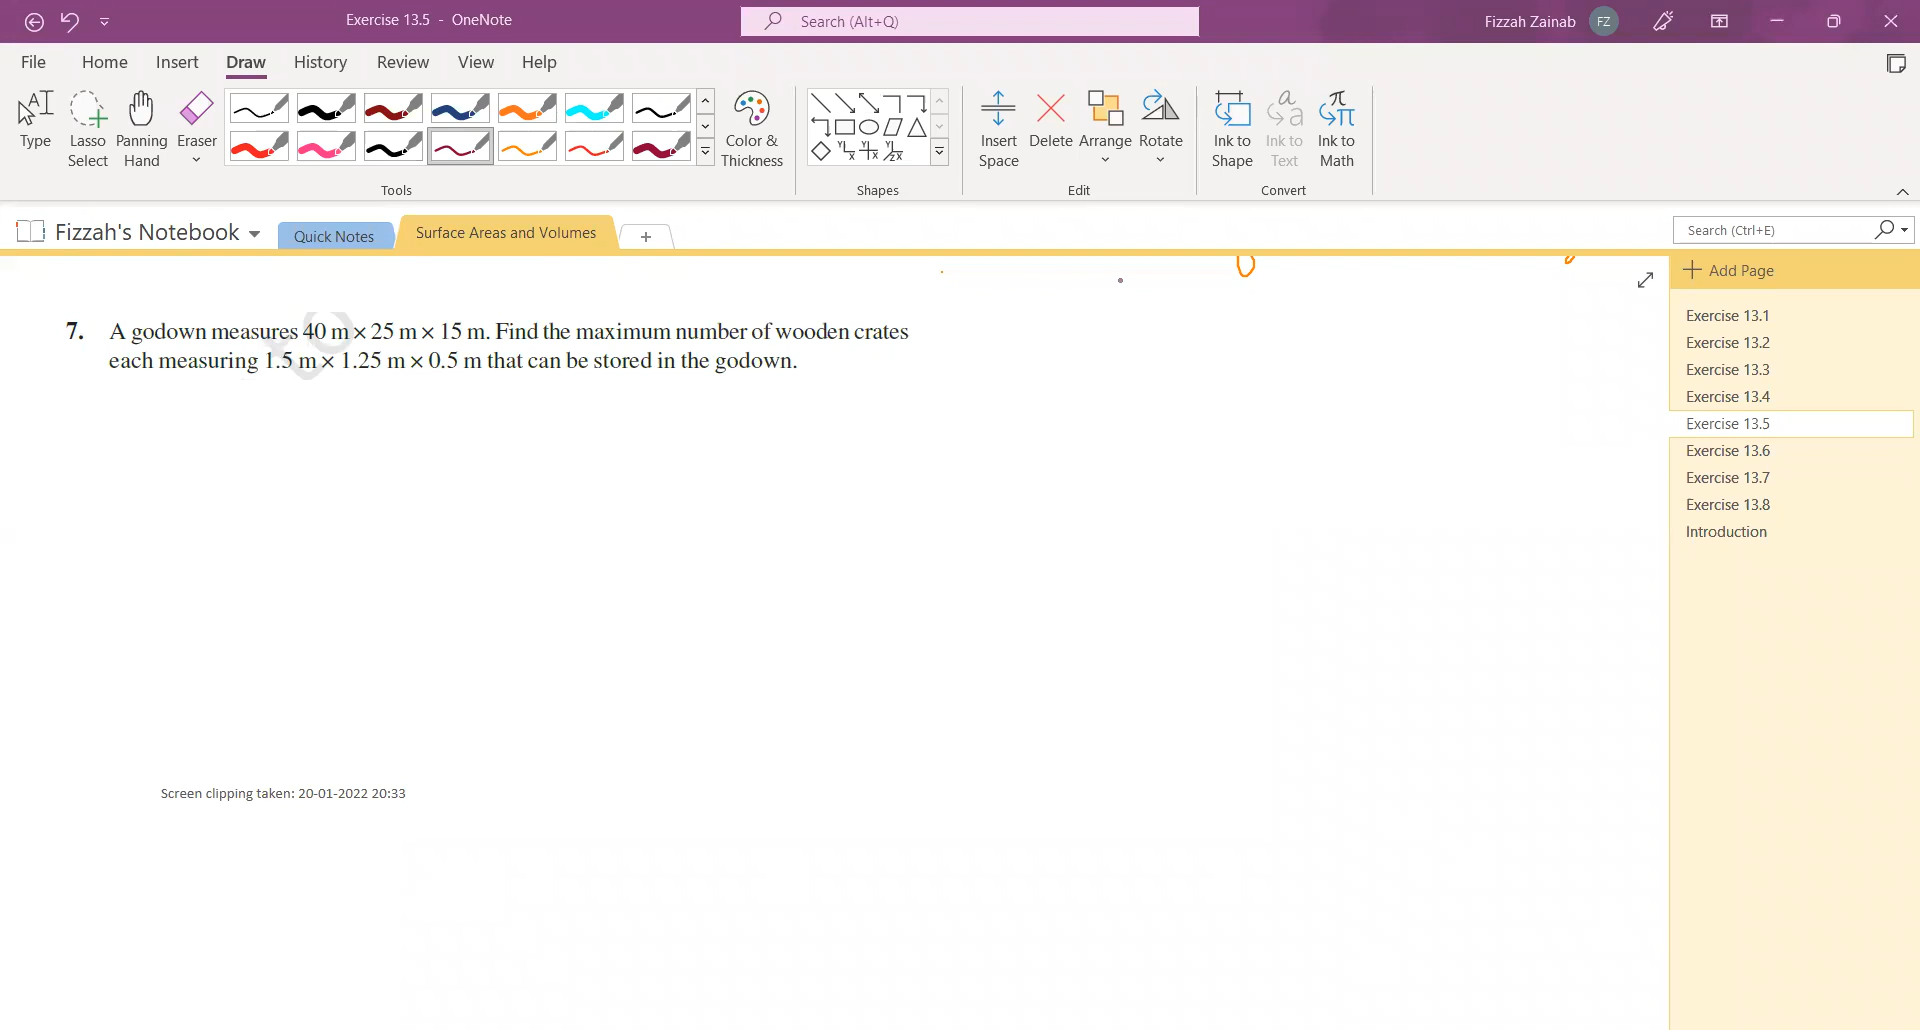 Exercise 13.5 - OneNote
Search (Alt+Q)
Fizzah Zainab
FZ
File Home Insert Draw History Review View Help
Type
Lasso Select
Panning Hand
Eraser
Color & Thickness
Insert Space
Delete
Arrange
Rotate
Ink to Shape
Ink to Text
Ink to Math
Tools
Shapes
Edit
Convert
Fizzah's Notebook
Quick Notes
Surface Areas and Volumes
Search (Ctrl+E)
Add Page
7. A godown measures 40 m × 25 m × 15 m. Find the maximum number of wooden crates
each measuring 1.5 m × 1.25 m × 0.5 m that can be stored in the godown.
Screen clipping taken: 20-01-2022 20:33
Exercise 13.1
Exercise 13.2
Exercise 13.3
Exercise 13.4
Exercise 13.5
Exercise 13.6
Exercise 13.7
Exercise 13.8
Introduction